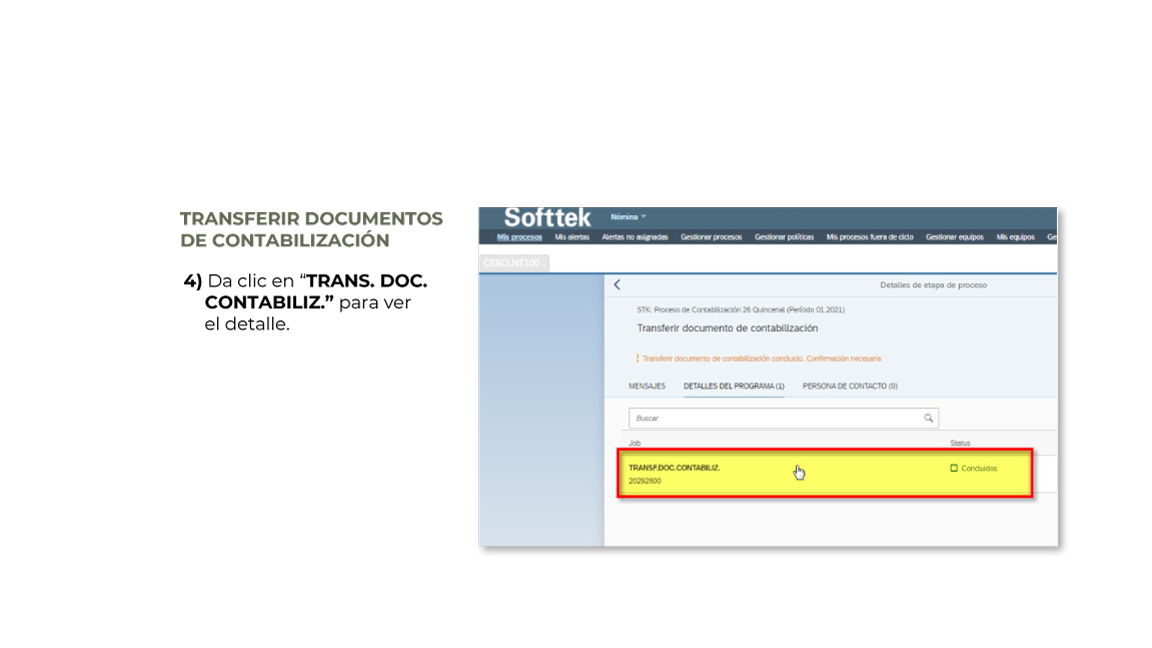 TRANSFERIR DOCUMENTOS
DE CONTABILIZACIÓN
4) Da clic en “TRANS. DOC.
CONTABILIZ.” para ver
el detalle.
Softtek
Nómina
Mis procesos Mis alertas Alertas no asignadas Gestionar procesos Gestionar políticas Mis procesos fuera de ciclo Gestionar equipos Mis equipos Ge
CE6CLNT100
Detalles de etapa de proceso
STK: Proceso de Contabilización 26 Quincenal (Período 01.2021)
Transferir documento de contabilización
! Transferir documento de contabilización concluido. Confirmación necesaria
MENSAJES DETALLES DEL PROGRAMA (1) PERSONA DE CONTACTO (0)
Buscar
Job Status
TRANSF.DOC.CONTABILIZ. Concluidos
20292800